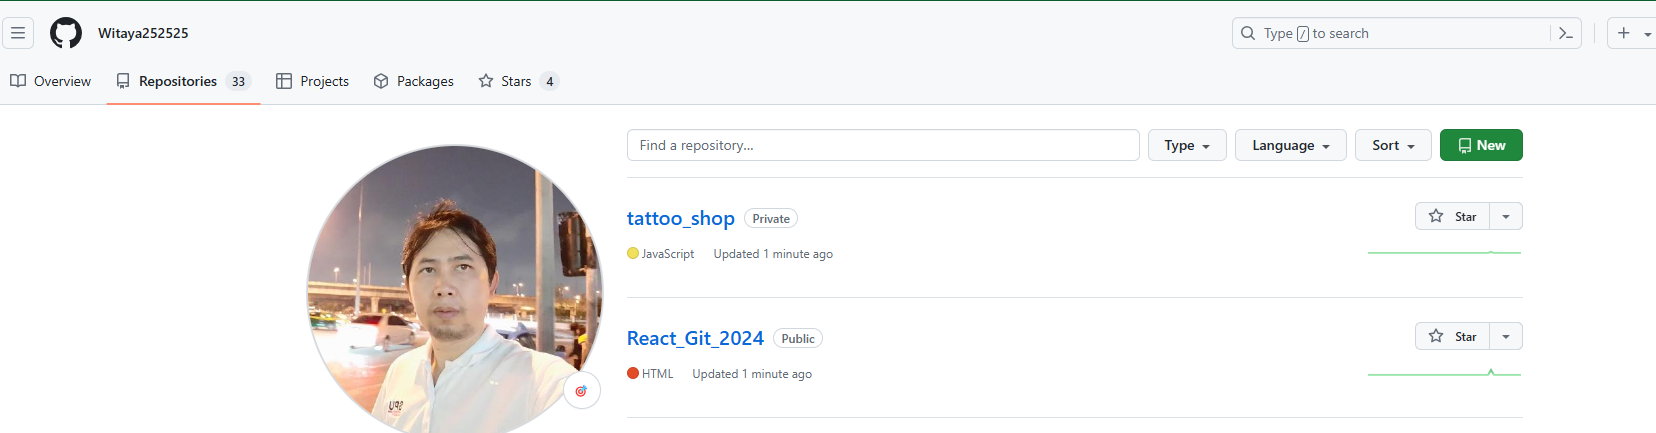 Witaya252525
Type / to search
Overview
Repositories 33
Projects
Packages
Stars 4
Find a repository...
Type
Language
Sort
New
tattoo_shop Private
Star
JavaScript Updated 1 minute ago
React_Git_2024 Public
Star
HTML Updated 1 minute ago
SPU